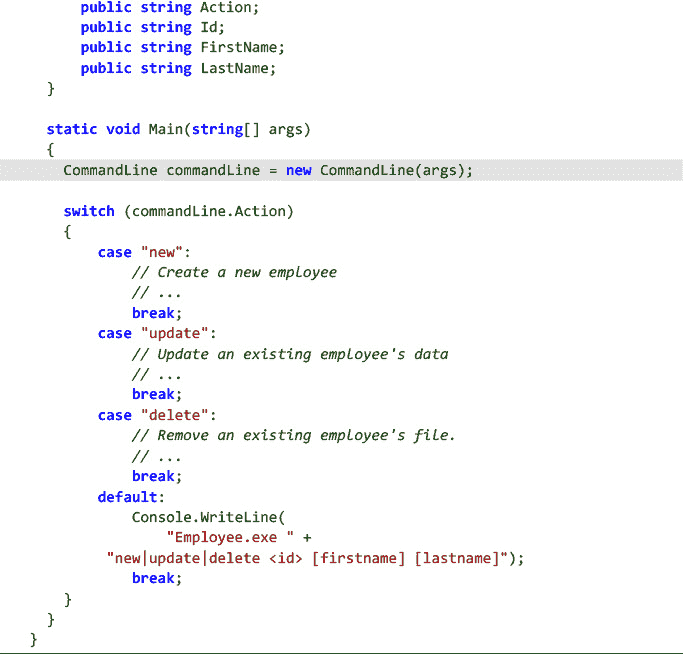 public string Action;
public string Id;
public string FirstName;
public string LastName;
}
static void Main(string[] args)
{
CommandLine commandLine = new CommandLine(args);
switch (commandLine.Action)
{
case "new":
// Create a new employee
// ...
break;
case "update":
// Update an existing employee's data
// ...
break;
case "delete":
// Remove an existing employee's file.
// ...
break;
default:
Console.WriteLine(
"Employee.exe " +
"new|update|delete <id> [firstname] [lastname]");
break;
}
}
}